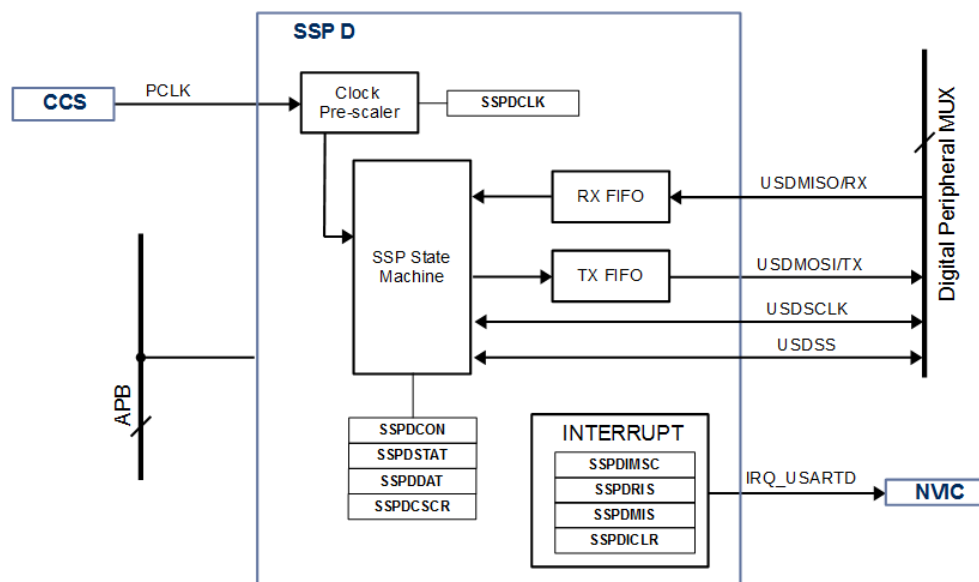 SSP D
CCS
PCLK
Clock
Pre-scaler
SSPDCLK
Digital Peripheral MUX
RX FIFO
USDMISO/RX
SSP State
Machine
TX FIFO
USDMOSI/TX
USDSCLK
USDSS
APB
SSPDCON
SSPDSTAT
SSPDDAT
SSPDCSCR
INTERRUPT
SSPDIMSC
SSPDRIS
SSPDMIS
SSPDICLR
IRQ_USARTD
NVIC